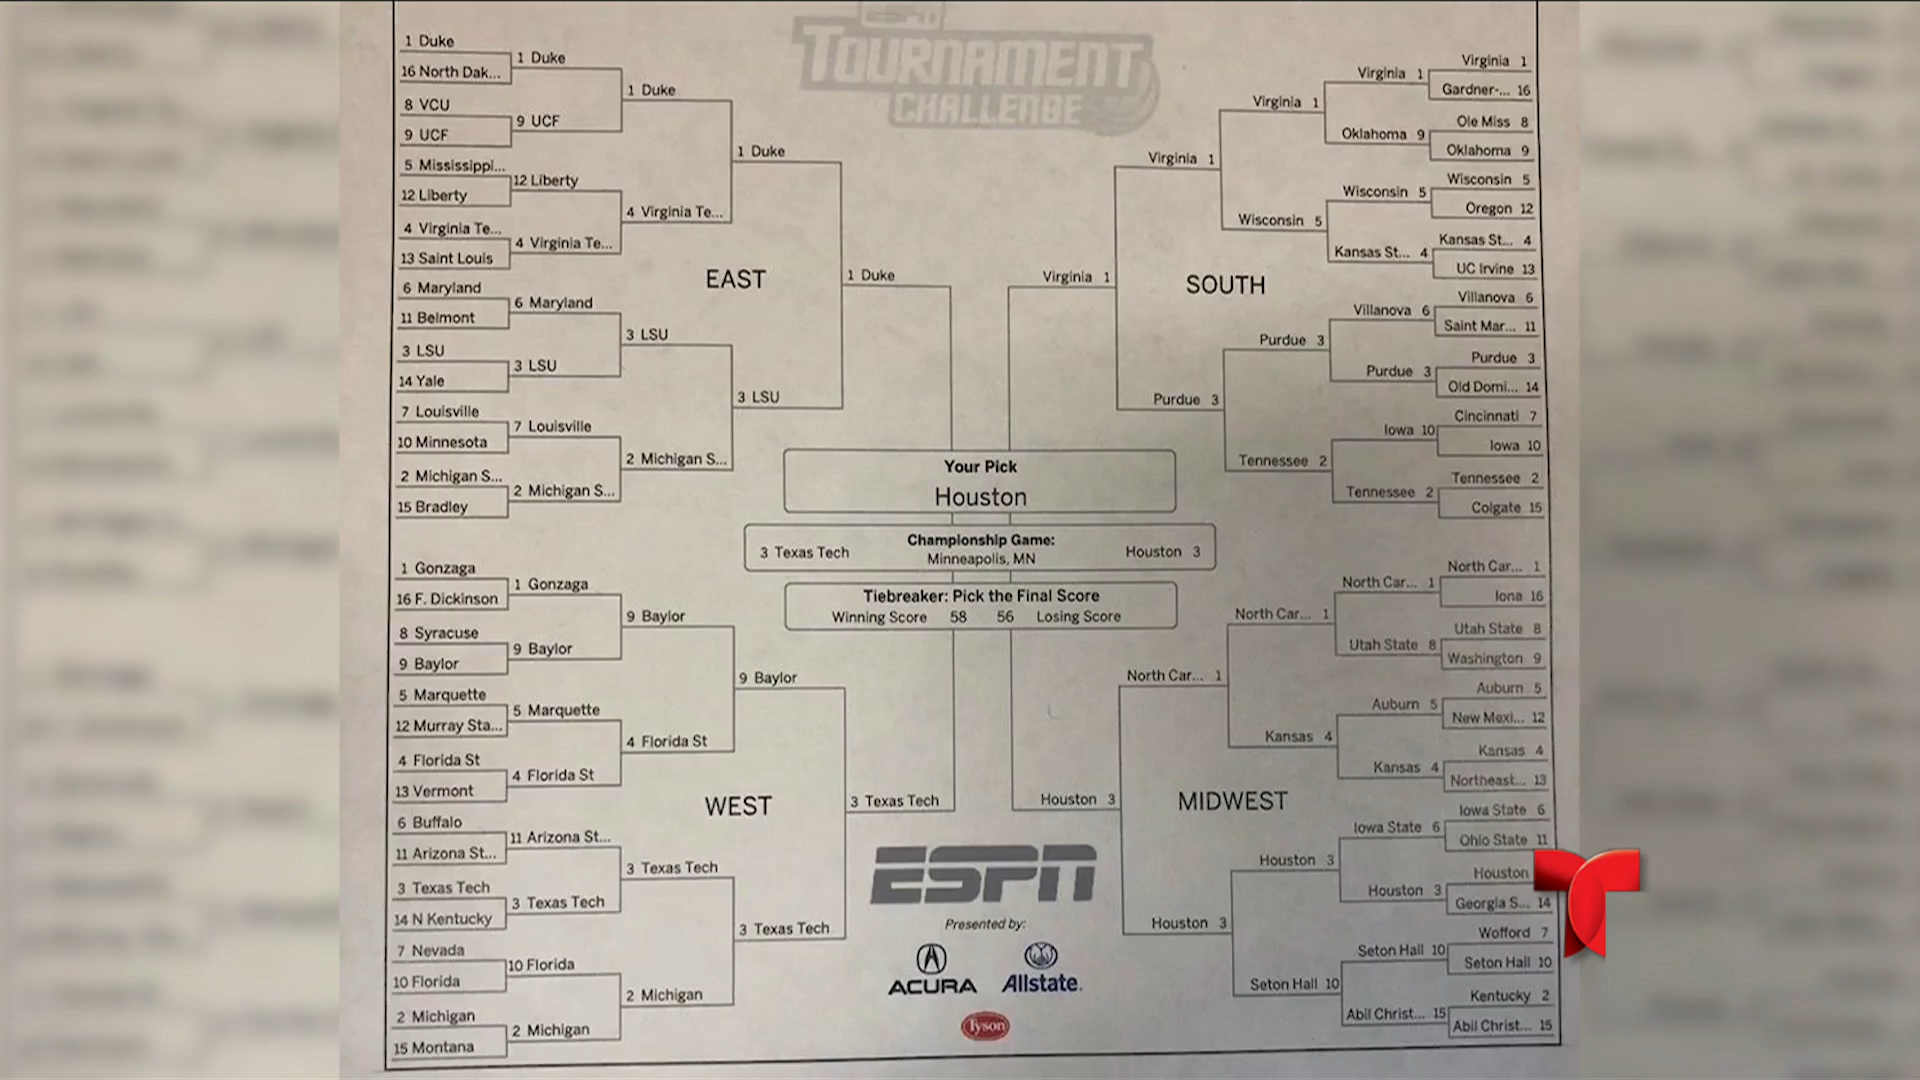 ESPN
TOURNAMENT
CHALLENGE
1 Duke
16 North Dak...
8 VCU
9 UCF
5 Mississippi...
12 Liberty
4 Virginia Te...
13 Saint Louis
6 Maryland
11 Belmont
3 LSU
14 Yale
7 Louisville
10 Minnesota
2 Michigan S...
15 Bradley
1 Duke
9 UCF
12 Liberty
4 Virginia Te...
6 Maryland
3 LSU
7 Louisville
2 Michigan S...
1 Duke
4 Virginia Te...
3 LSU
2 Michigan S...
1 Duke
3 LSU
1 Duke
EAST
1 Gonzaga
16 F. Dickinson
8 Syracuse
9 Baylor
5 Marquette
12 Murray Sta...
4 Florida St
13 Vermont
6 Buffalo
11 Arizona St...
3 Texas Tech
14 N Kentucky
7 Nevada
10 Florida
2 Michigan
15 Montana
1 Gonzaga
9 Baylor
5 Marquette
4 Florida St
11 Arizona St...
3 Texas Tech
10 Florida
2 Michigan
9 Baylor
4 Florida St
3 Texas Tech
2 Michigan
9 Baylor
3 Texas Tech
3 Texas Tech
WEST
Your Pick
Houston
Championship Game:
Minneapolis, MN
3 Texas Tech
Houston 3
Tiebreaker: Pick the Final Score
Winning Score 58 56 Losing Score
Virginia 1
Gardner-... 16
Ole Miss 8
Oklahoma 9
Wisconsin 5
Oregon 12
Kansas St... 4
UC Irvine 13
Villanova 6
Saint Mar... 11
Purdue 3
Old Domi... 14
Cincinnati 7
Iowa 10
Tennessee 2
Colgate 15
Virginia 1
Oklahoma 9
Wisconsin 5
Kansas St... 4
Villanova 6
Purdue 3
Iowa 10
Tennessee 2
Virginia 1
Wisconsin 5
Purdue 3
Tennessee 2
Virginia 1
Purdue 3
Virginia 1
SOUTH
North Car... 1
Iona 16
Utah State 8
Washington 9
Auburn 5
New Mexi... 12
Kansas 4
Northeast... 13
Iowa State 6
Ohio State 11
Houston
Georgia S... 14
Wofford 7
Seton Hall 10
Kentucky 2
Abil Christ... 15
North Car... 1
Utah State 8
Auburn 5
Kansas 4
Iowa State 6
Houston 3
Seton Hall 10
Abil Christ... 15
North Car... 1
Kansas 4
Houston 3
Seton Hall 10
North Car... 1
Houston 3
Houston 3
MIDWEST
ESPN
Presented by:
ACURA
Allstate.
Tyson